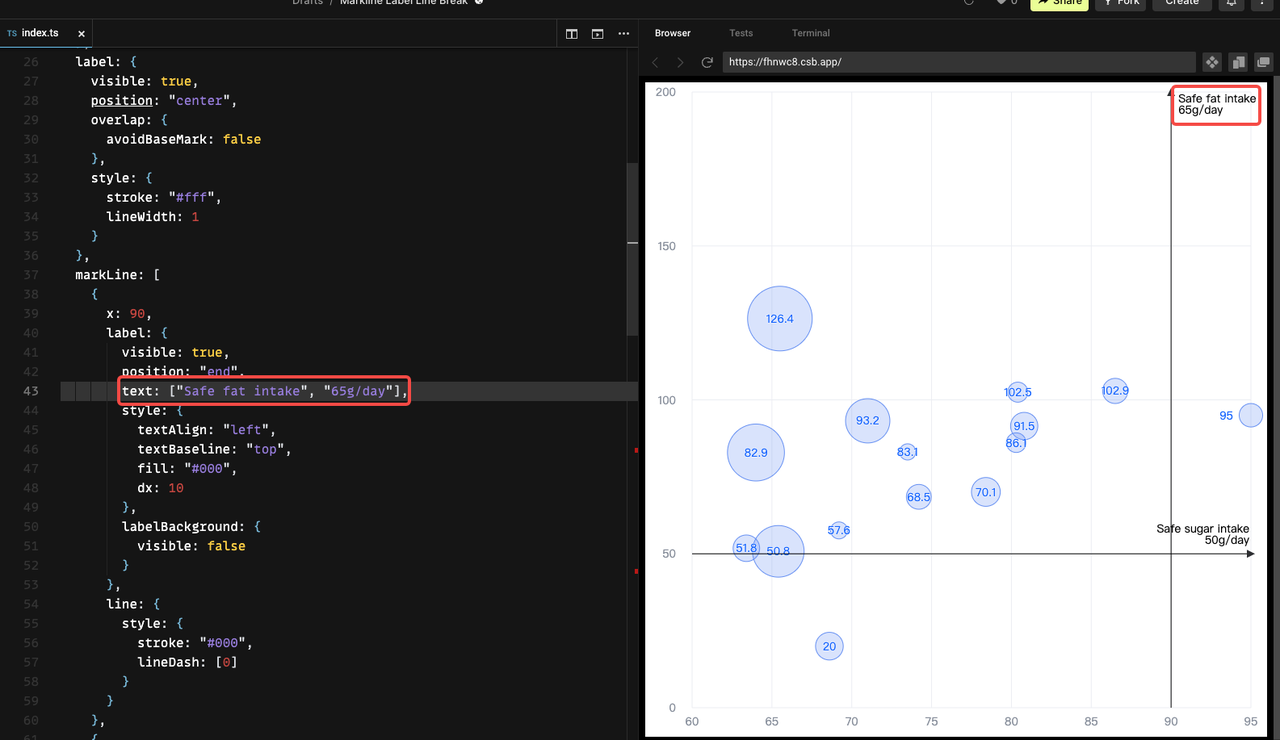 Drafts / Markline Label Line Break
0 Share Fork Create
TS index.ts ×
Browser Tests Terminal
https://fhnwc8.csb.app/
26 label: {
27 visible: true,
28 position: "center",
29 overlap: {
30 avoidBaseMark: false
31 },
32 style: {
33 stroke: "#fff",
34 lineWidth: 1
35 }
36 },
37 markLine: [
38 {
39 x: 90,
40 label: {
41 visible: true,
42 position: "end",
43 text: ["Safe fat intake", "65g/day"],
44 style: {
45 textAlign: "left",
46 textBaseline: "top",
47 fill: "#000",
48 dx: 10
49 },
50 labelBackground: {
51 visible: false
52 }
53 },
54 line: {
55 style: {
56 stroke: "#000",
57 lineDash: [0]
58 }
59 }
60 },
61 {
200
Safe fat intake
65g/day
150
126.4
102.5
102.9
100
95
93.2
91.5
86.1
82.9
83.1
70.1
68.5
57.6
Safe sugar intake
50g/day
51.8
50.8
50
20
0
60 65 70 75 80 85 90 95